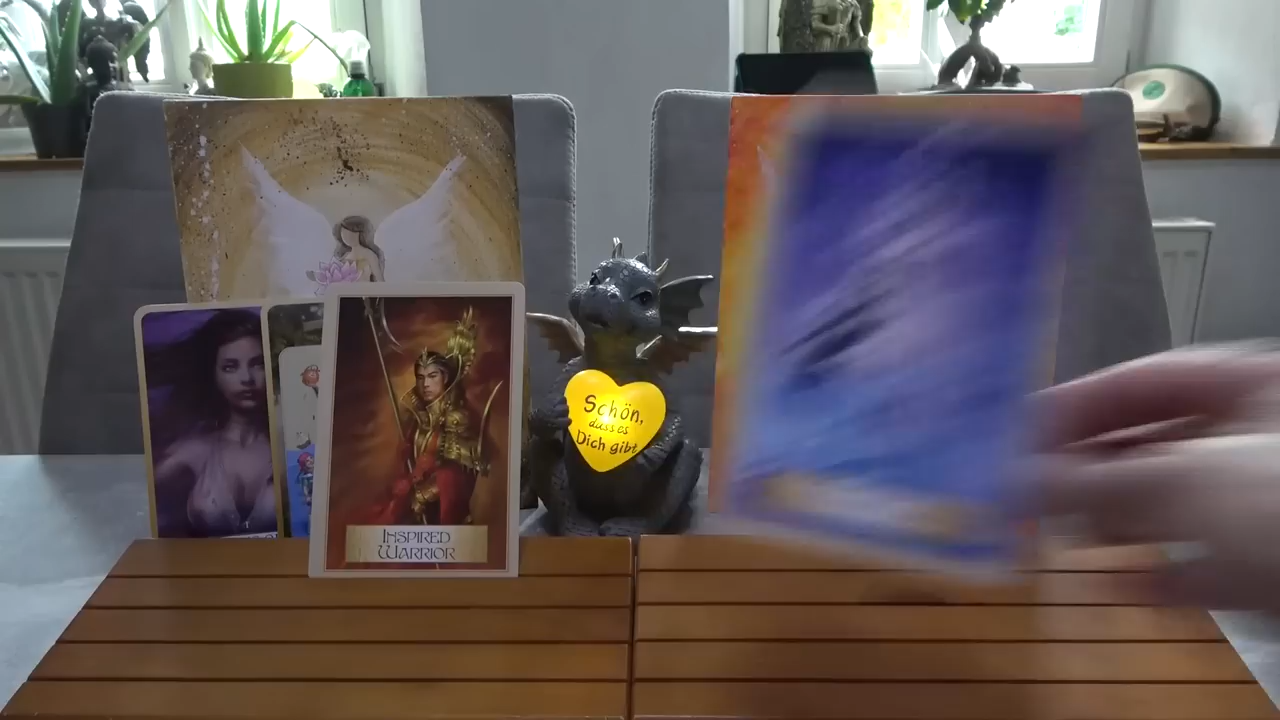 Schön,
dass es
Dich gibt
INSPIRED
WARRIOR